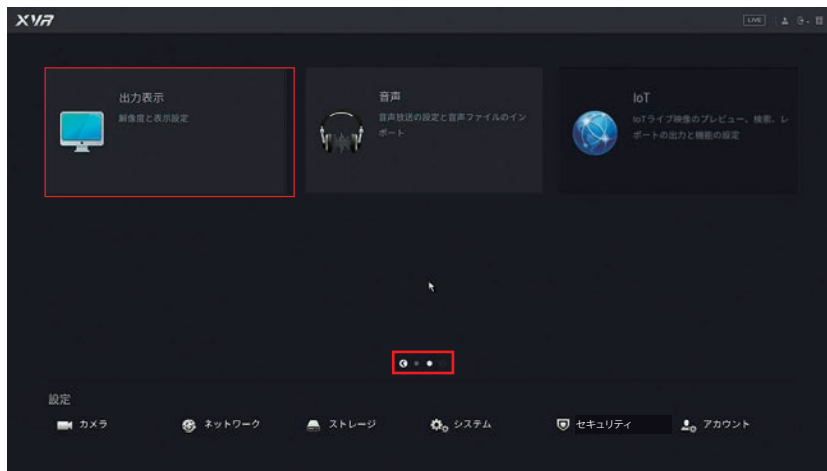 XVR
LIVE
出力表示
解像度と表示設定
音声
音声放送の設定と音声ファイルのイン
ポート
IoT
IoTライブ映像のプレビュー、検索、レ
ポートの出力と機能の設定
設定
カメラ
ネットワーク
ストレージ
システム
セキュリティ
アカウント